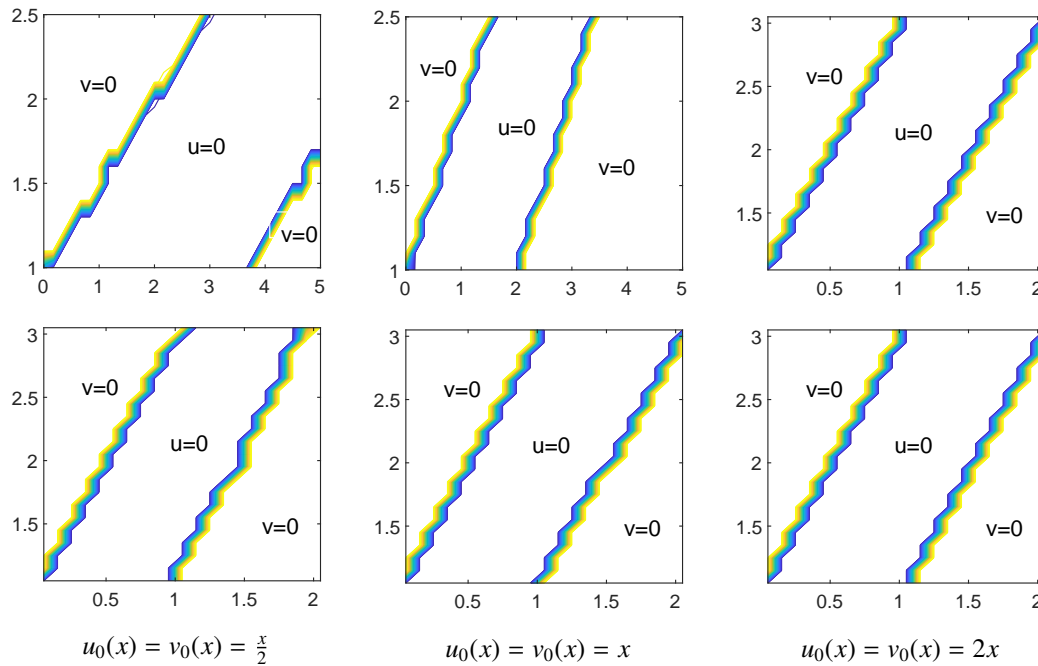 2.5
v=0
2
u=0
1.5
v=0
1
0 1 2 3 4 5
2.5
v=0
2
u=0
v=0
1.5
1
0 1 2 3 4 5
3
v=0
2.5
u=0
2
v=0
1.5
0.5 1 1.5 2
3
v=0
2.5
u=0
2
v=0
1.5
0.5 1 1.5 2
3
v=0
2.5
u=0
2
v=0
1.5
0.5 1 1.5 2
3
v=0
2.5
u=0
2
v=0
1.5
0.5 1 1.5 2
u₀(x) = v₀(x) = x/2
u₀(x) = v₀(x) = x
u₀(x) = v₀(x) = 2x